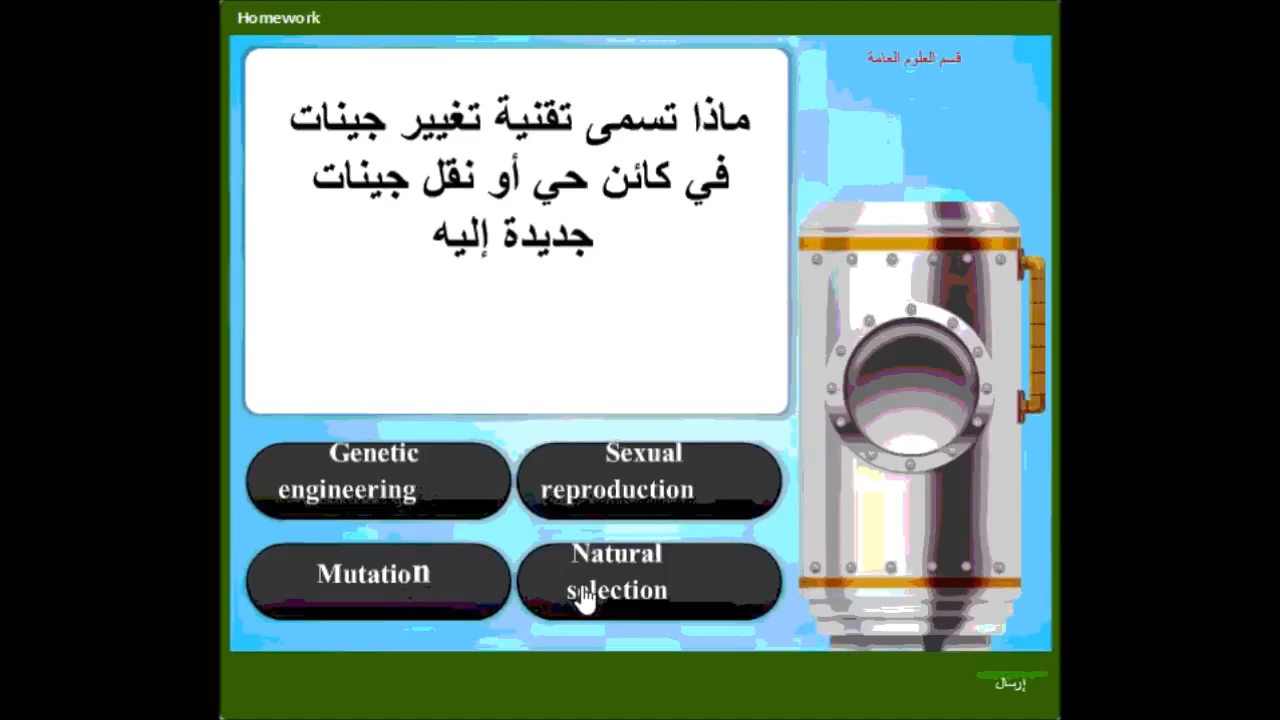 Homework
قسم العلوم العامة
ماذا تسمى تقنية تغيير جينات
في كائن حي أو نقل جينات
جديدة إليه
Genetic
engineering
Sexual
reproduction
Mutation
Natural
selection
إرسال